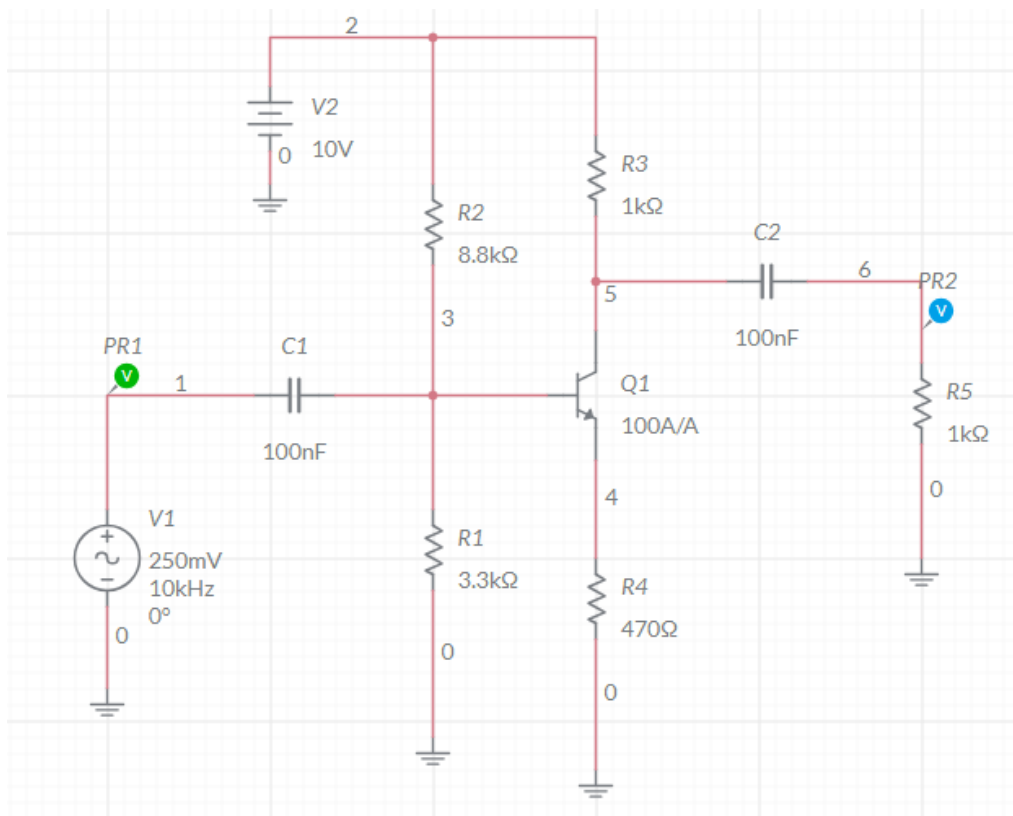 2
V2
10V
0
R3
1kΩ
R2
8.8kΩ
C2
6
PR2
V
5
100nF
3
PR1
V
1
C1
100nF
Q1
100A/A
R5
1kΩ
4
0
V1
250mV
10kHz
0°
0
R1
3.3kΩ
R4
470Ω
0
0